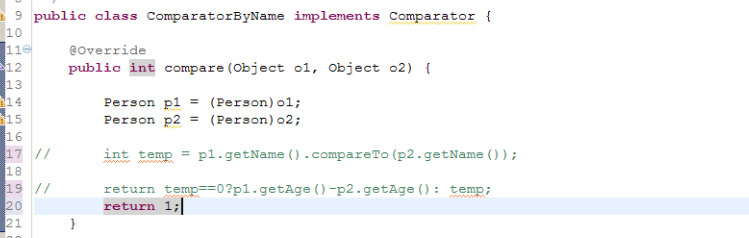 9 public class ComparatorByName implements Comparator {
10
11 @Override
12 public int compare(Object o1, Object o2) {
13
14 Person p1 = (Person)o1;
15 Person p2 = (Person)o2;
16
17 // int temp = p1.getName().compareTo(p2.getName());
18
19 // return temp==0?p1.getAge()-p2.getAge(): temp;
20 return 1;
21 }